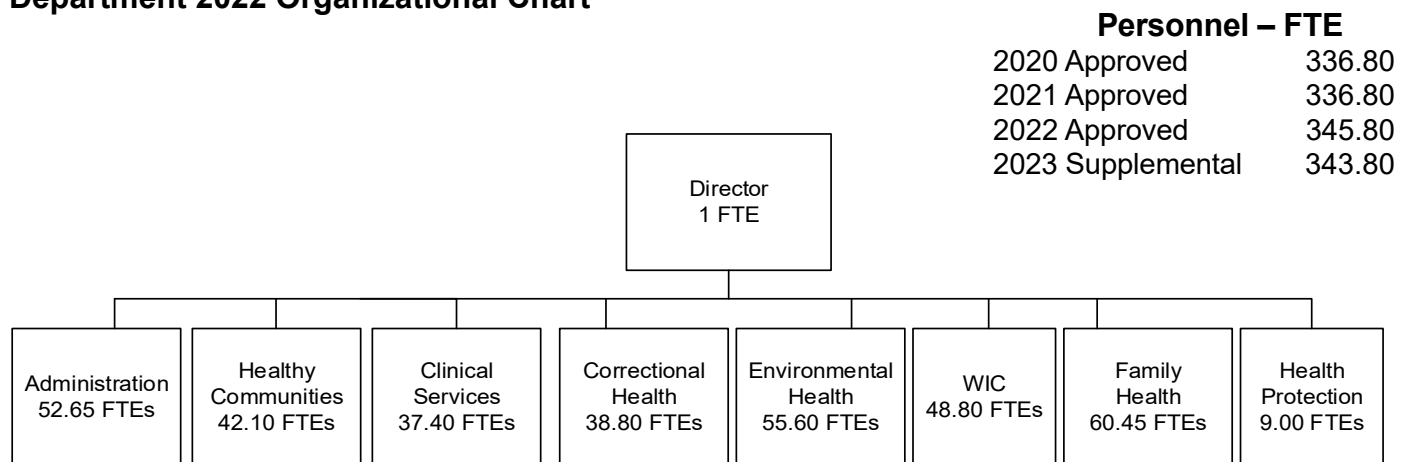 Department 2022 Organizational Chart
Personnel – FTE
2020 Approved 336.80
2021 Approved 336.80
2022 Approved 345.80
2023 Supplemental 343.80
Director
1 FTE
Administration
52.65 FTEs
Healthy
Communities
42.10 FTEs
Clinical
Services
37.40 FTEs
Correctional
Health
38.80 FTEs
Environmental
Health
55.60 FTEs
WIC
48.80 FTEs
Family
Health
60.45 FTEs
Health
Protection
9.00 FTEs